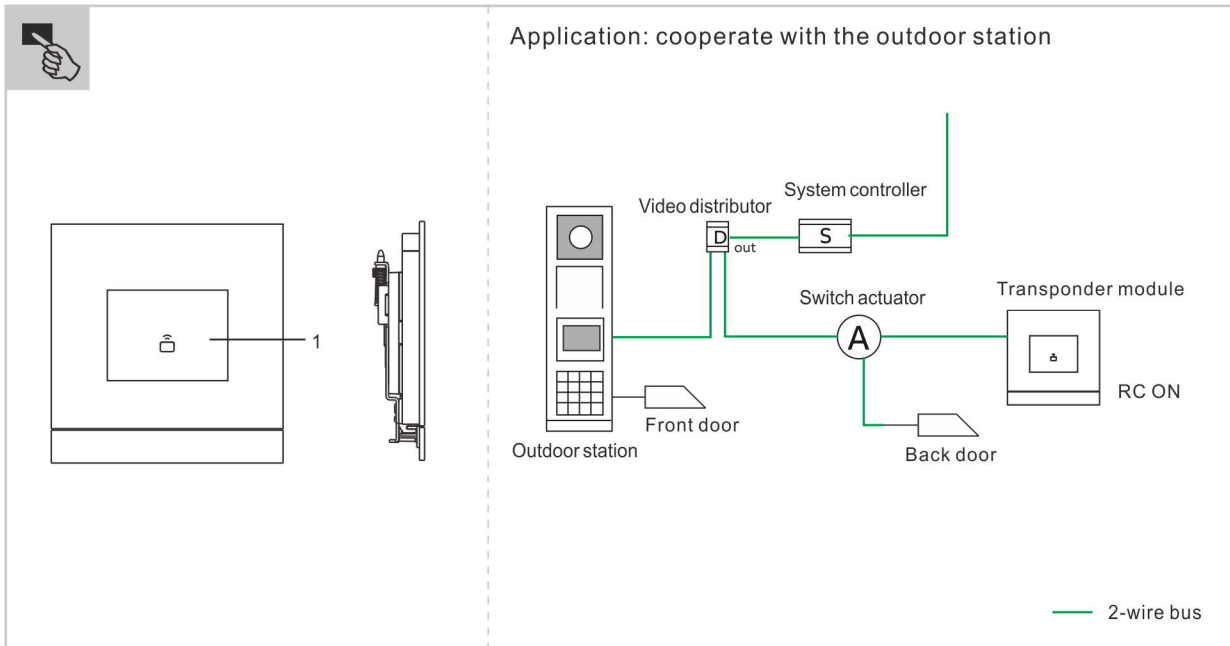 Application: cooperate with the outdoor station
System controller
Video distributor
D
out
S
Switch actuator
Transponder module
1
A
RC ON
Front door
Outdoor station
Back door
2-wire bus